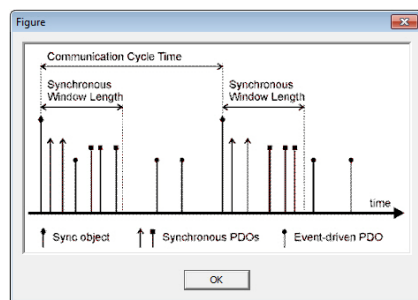 Figure
Communication Cycle Time
Synchronous
Window Length
Synchronous
Window Length
time
Sync object
Synchronous PDOs
Event-driven PDO
OK